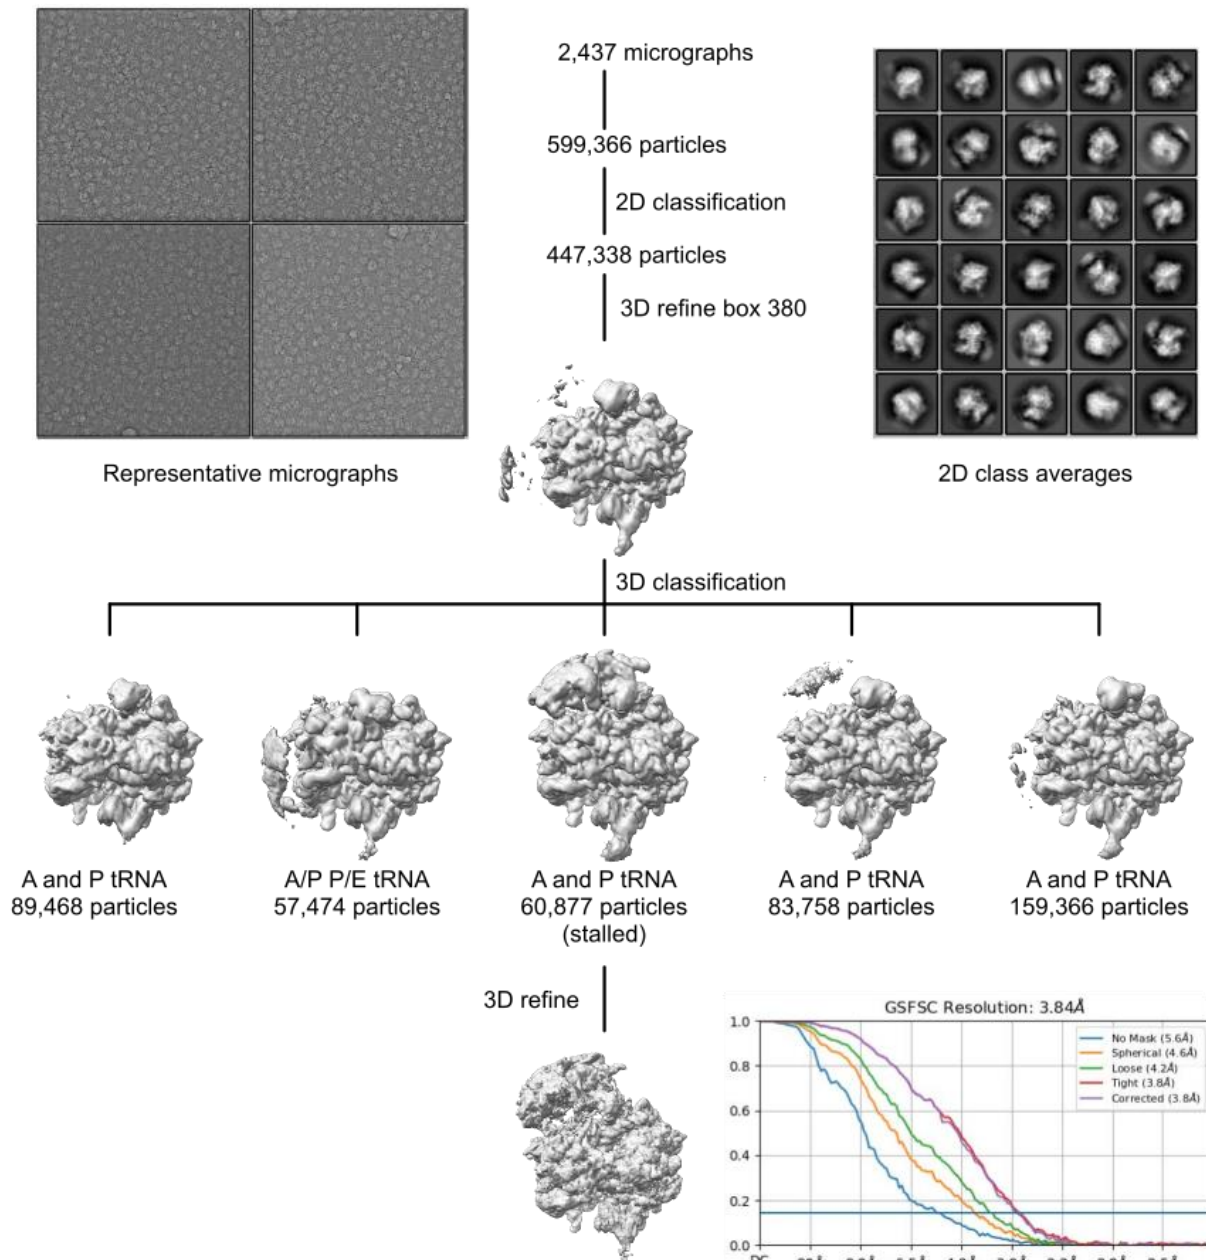 2,437 micrographs
599,366 particles
2D classification
447,338 particles
3D refine box 380
Representative micrographs
2D class averages
3D classification
A and P tRNA
89,468 particles
A/P P/E tRNA
57,474 particles
A and P tRNA
60,877 particles
(stalled)
A and P tRNA
83,758 particles
A and P tRNA
159,366 particles
3D refine
GSFSC Resolution: 3.84Å
1.0
0.8
0.6
0.4
0.2
0.0
No Mask (5.6Å)
Spherical (4.6Å)
Loose (4.2Å)
Tight (3.8Å)
Corrected (3.8Å)